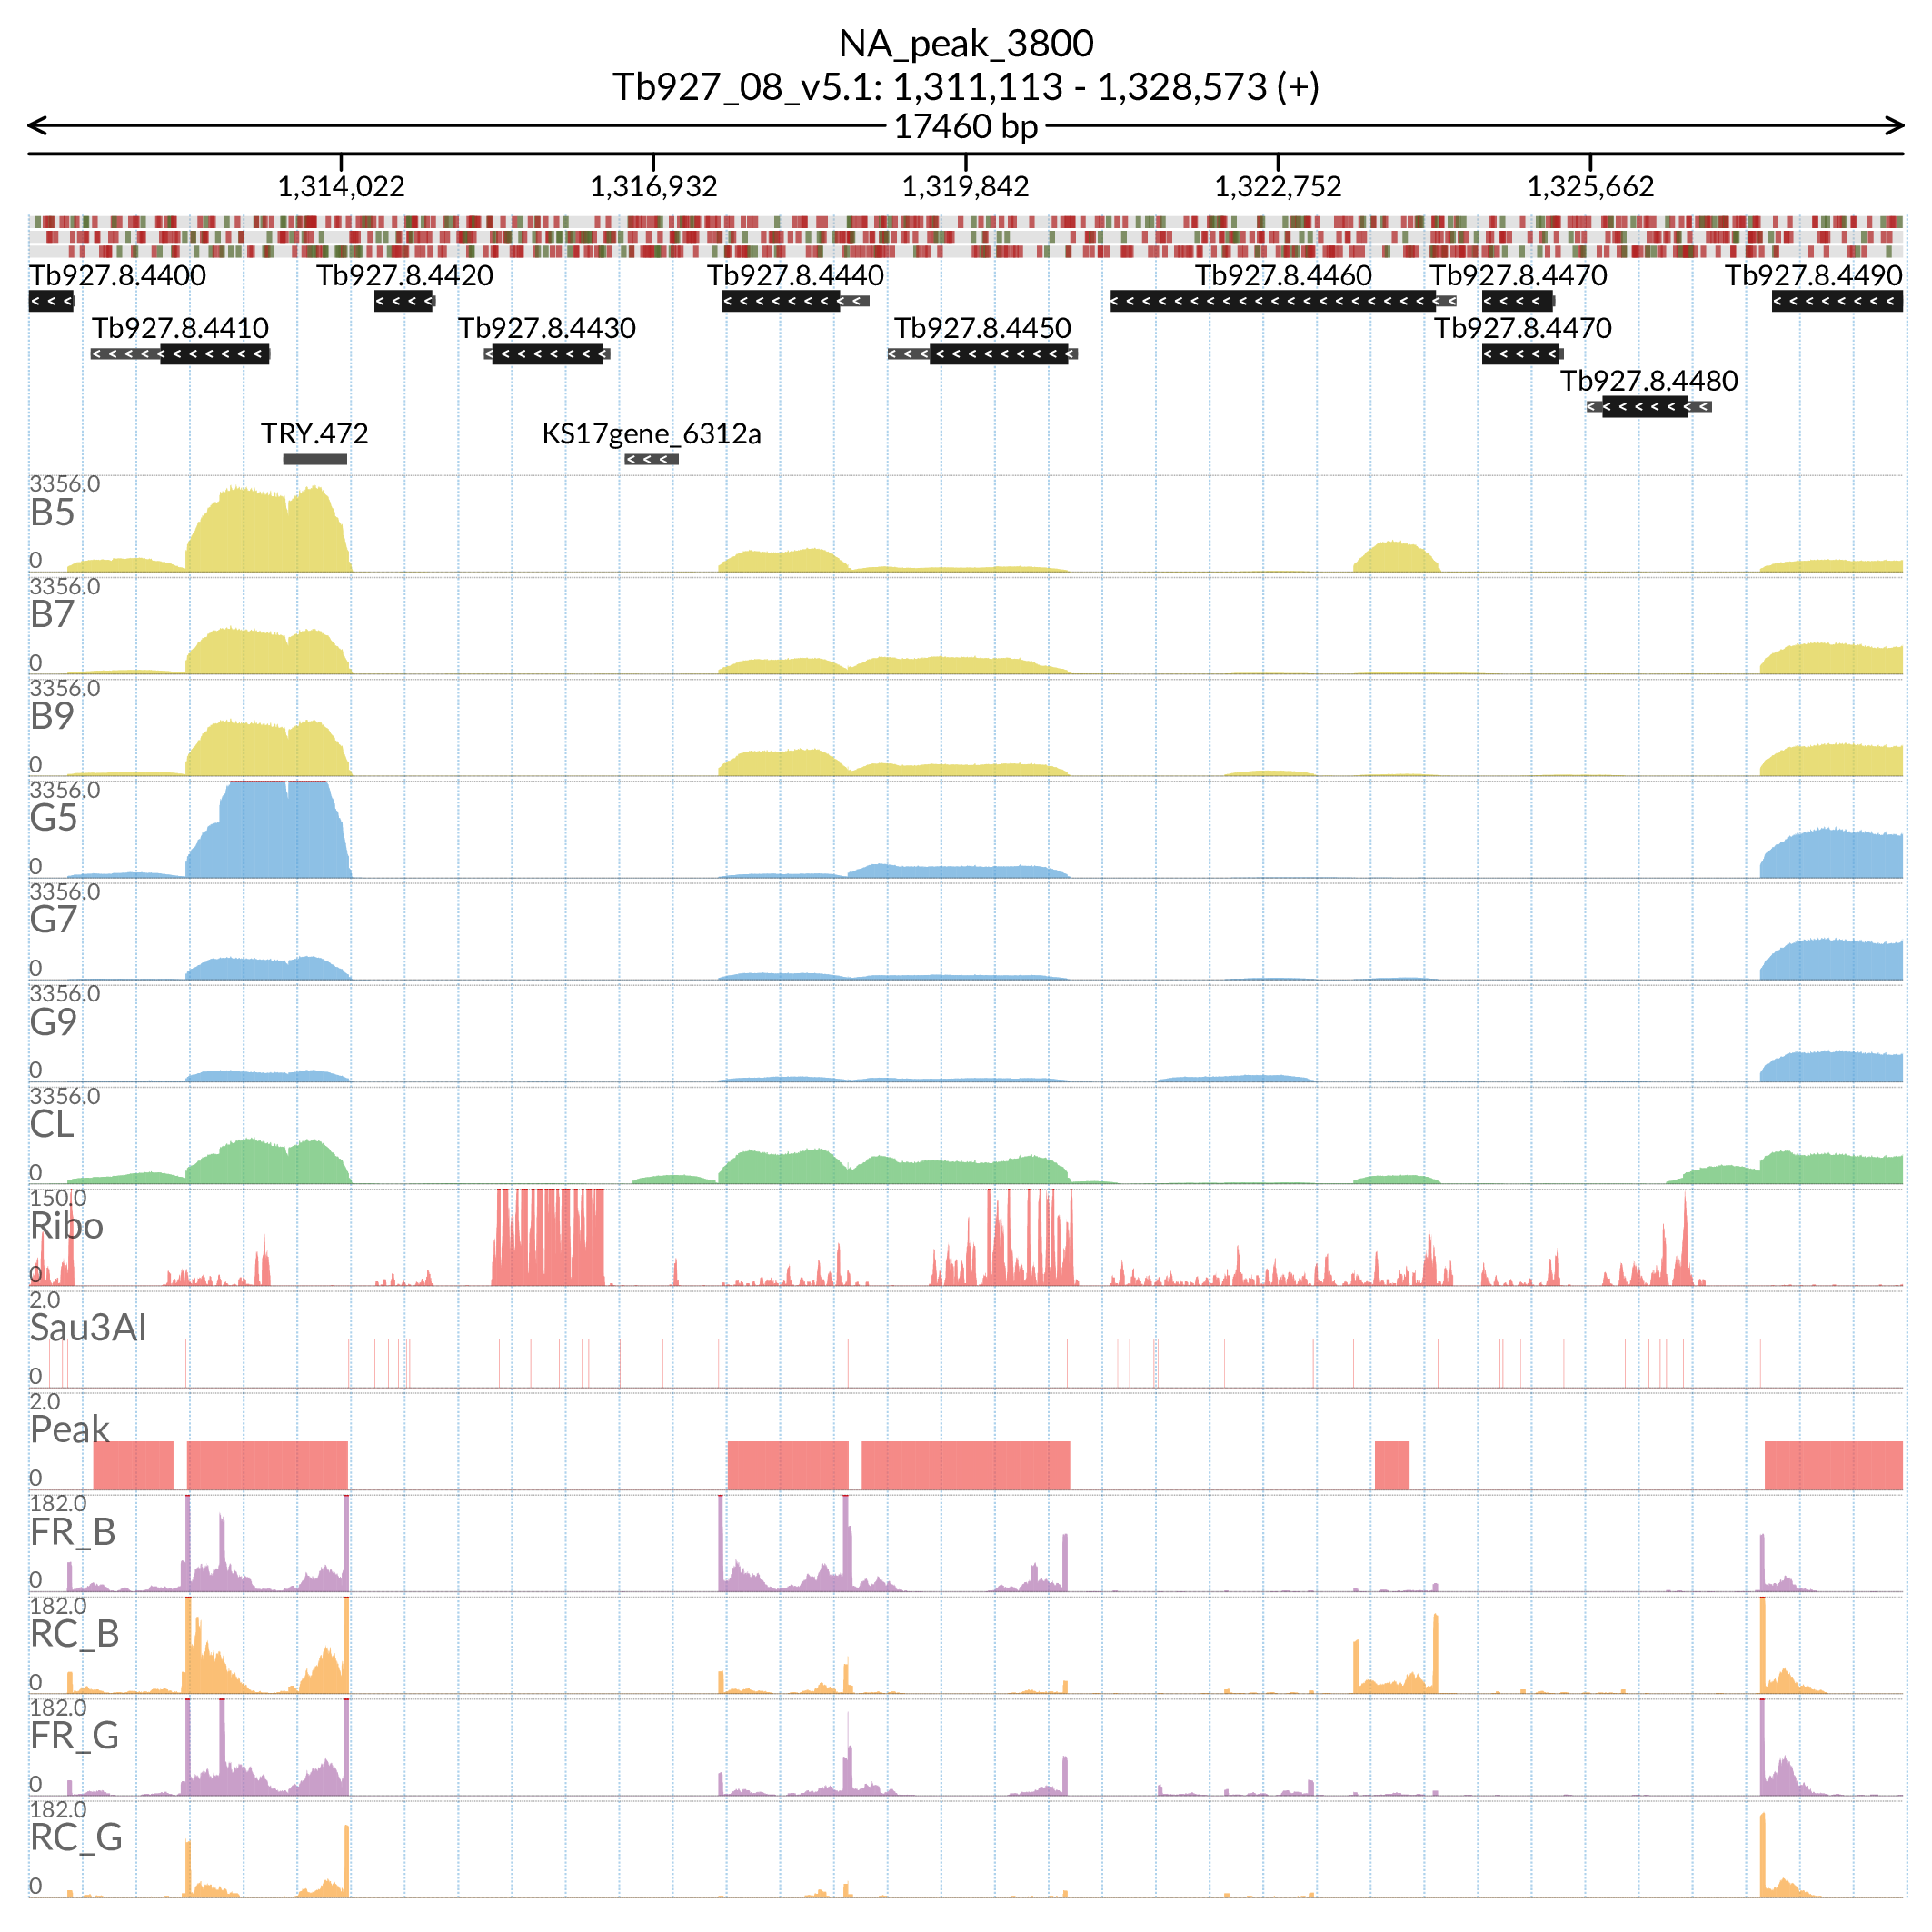 NA_peak_3800
Tb927_08_v5.1: 1,311,113 - 1,328,573 (+)
17460 bp
1,314,022 1,316,932 1,319,842 1,322,752 1,325,662
Tb927.8.4400 Tb927.8.4420 Tb927.8.4440 Tb927.8.4460 Tb927.8.4470 Tb927.8.4490
Tb927.8.4410 Tb927.8.4430 Tb927.8.4450 Tb927.8.4470
Tb927.8.4480
TRY.472 KS17gene_6312a
3356.0
B5
0
3356.0
B7
0
3356.0
B9
0
3356.0
G5
0
3356.0
G7
0
3356.0
G9
0
3356.0
CL
0
150.0
Ribo
0
2.0
Sau3AI
0
2.0
Peak
0
182.0
FR_B
0
182.0
RC_B
0
182.0
FR_G
0
182.0
RC_G
0